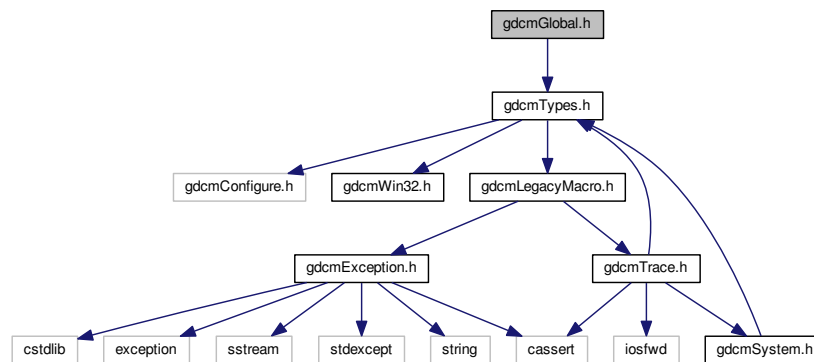 gdcmGlobal.h
gdcmTypes.h
gdcmConfigure.h
gdcmWin32.h
gdcmLegacyMacro.h
gdcmException.h
gdcmTrace.h
cstdlib
exception
sstream
stdexcept
string
cassert
iosfwd
gdcmSystem.h